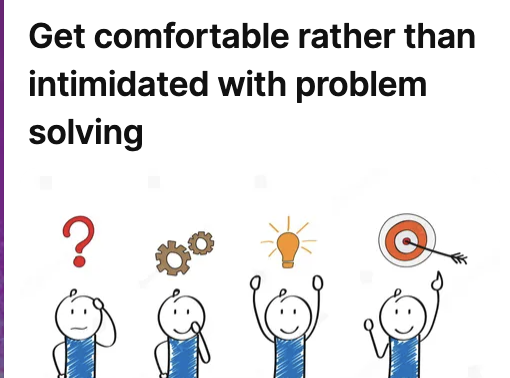 Get comfortable rather than
intimidated with problem
solving
?